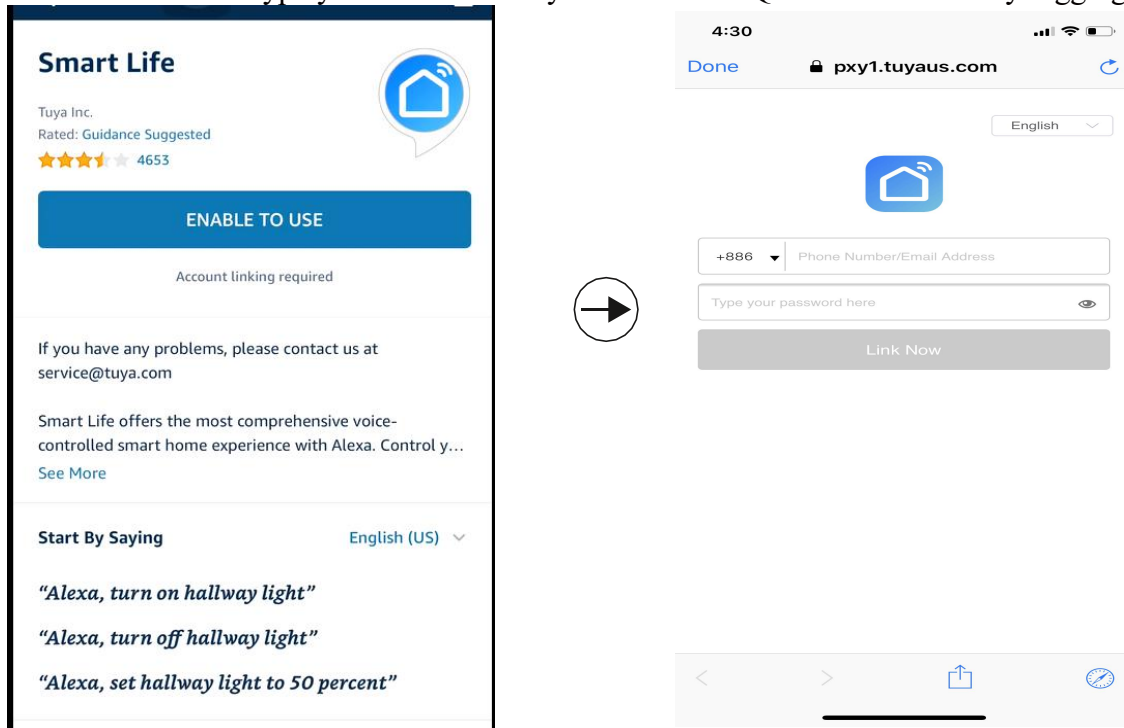 Smart Life
Tuya Inc.
Rated: Guidance Suggested
4653
ENABLE TO USE
Account linking required
If you have any problems, please contact us at
service@tuya.com
Smart Life offers the most comprehensive voice-
controlled smart home experience with Alexa. Control y...
See More
Start By Saying
English (US)
“Alexa, turn on hallway light”
“Alexa, turn off hallway light”
“Alexa, set hallway light to 50 percent”
4:30
Done
pxy1.tuyaus.com
English
+886
Phone Number/Email Address
Type your password here
Link Now